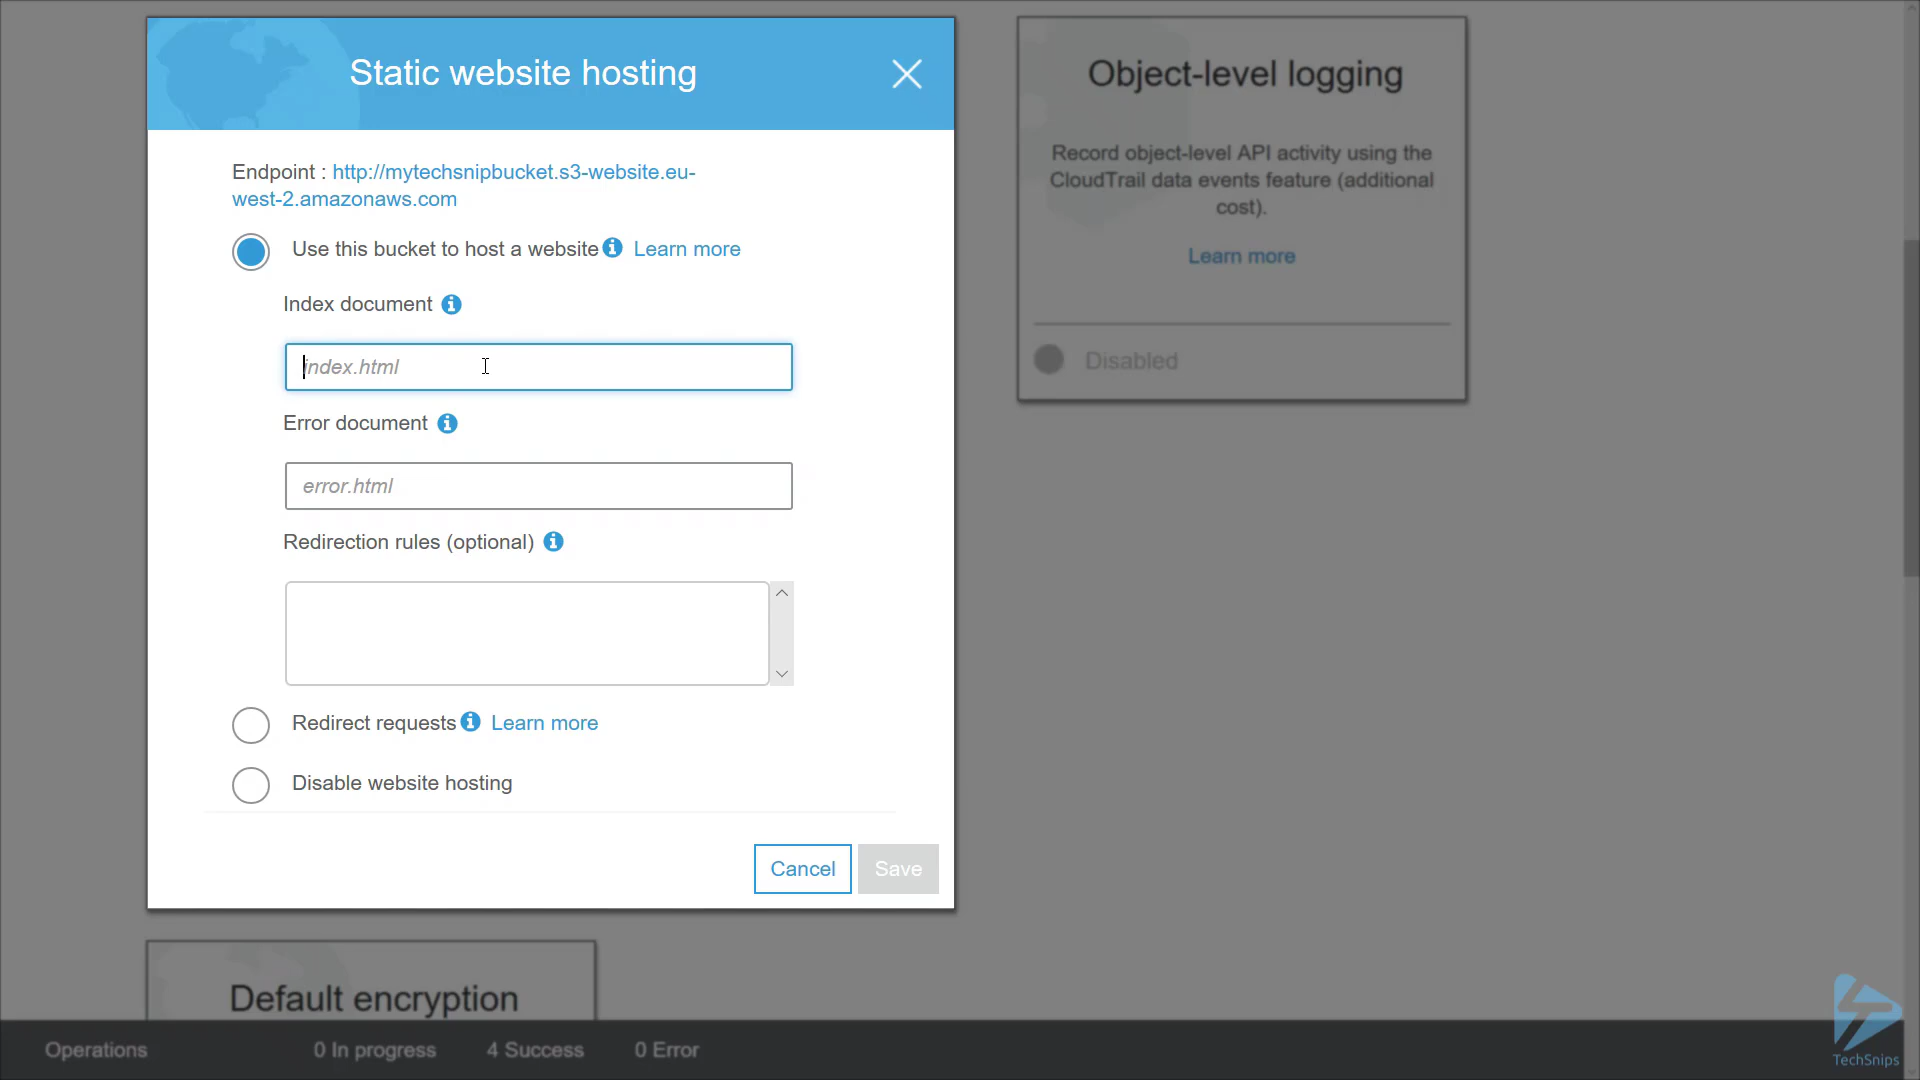 Static website hosting
Endpoint : http://mytechsnipbucket.s3-website.eu-
west-2.amazonaws.com
Use this bucket to host a website Learn more
Index document
index.html
Error document
error.html
Redirection rules (optional)
Redirect requests Learn more
Disable website hosting
Cancel Save
Object-level logging
Record object-level API activity using the
CloudTrail data events feature (additional
cost).
Learn more
Disabled
Default encryption
Operations 0 In progress 4 Success 0 Error
TechSnips